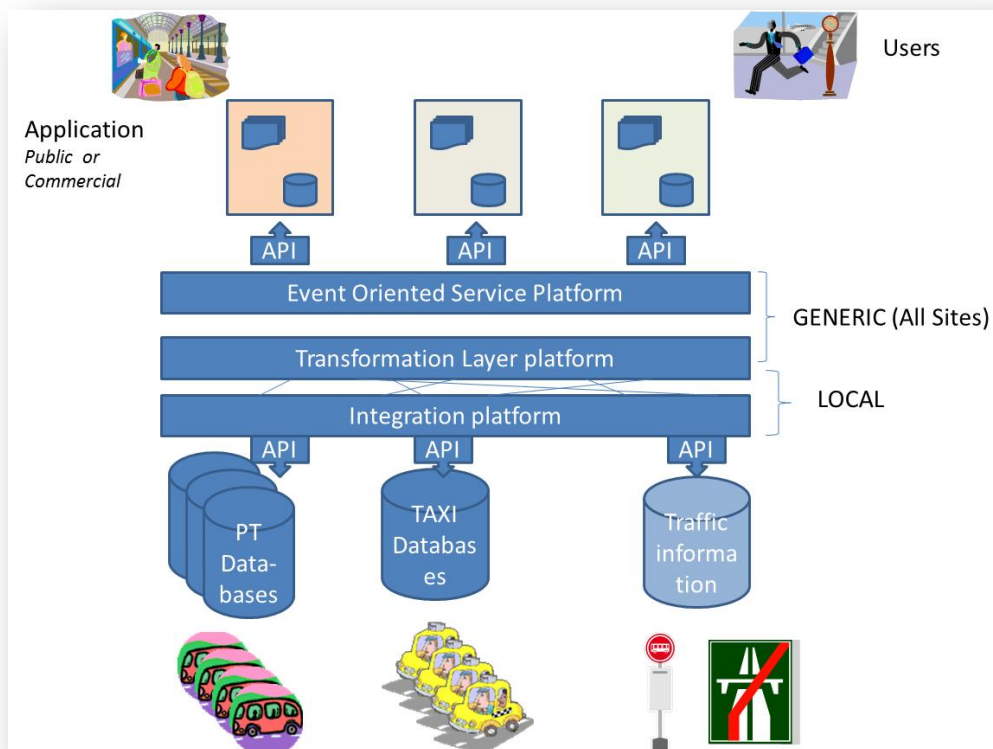 Users
Application
Public or
Commercial
API
API
API
Event Oriented Service Platform
GENERIC (All Sites)
Transformation Layer platform
LOCAL
Integration platform
API
API
API
PT
Data-
bases
TAXI
Databas
es
Traffic
informa
tion